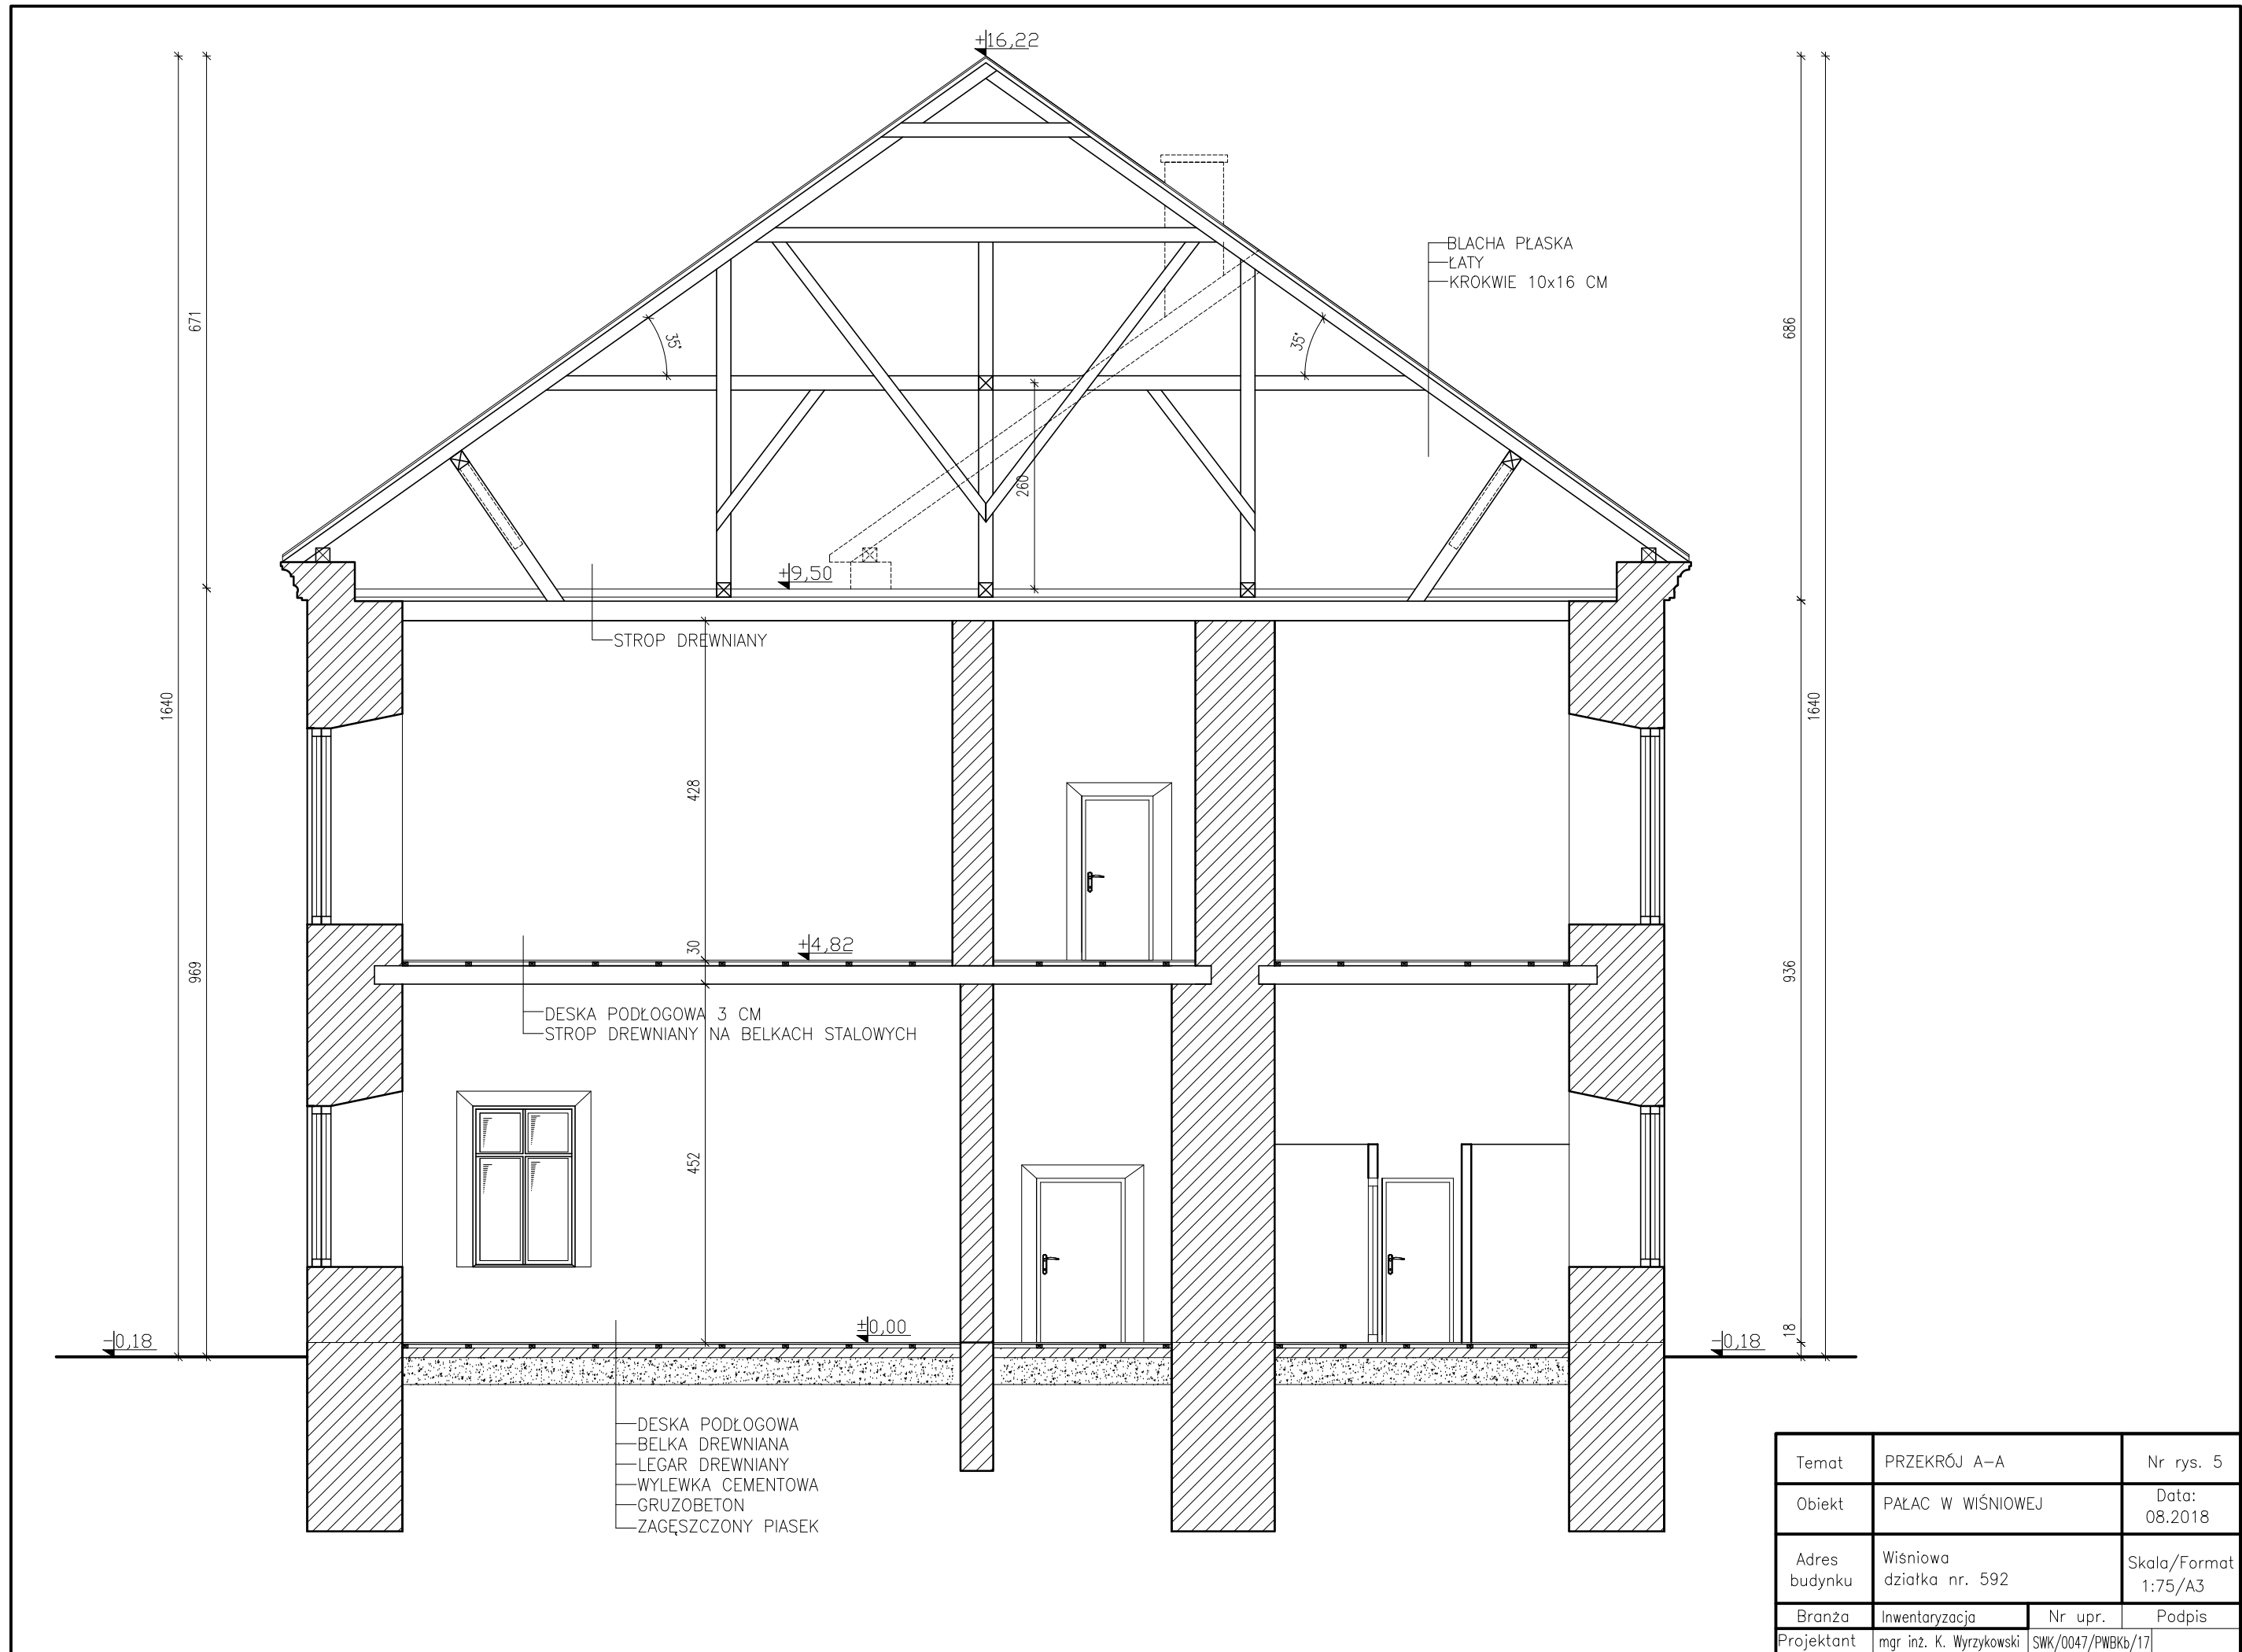 +16,22
BLACHA PŁASKA
ŁATY
KROKWIE 10x16 CM
671
686
35°
35°
260
+9,50
STROP DREWNIANY
1640
1640
428
30
+4,82
969
936
DESKA PODŁOGOWA 3 CM
STROP DREWNIANY NA BELKACH STALOWYCH
452
±0,00
-0,18
-0,18
18
DESKA PODŁOGOWA
BELKA DREWNIANA
LEGAR DREWNIANY
WYLEWKA CEMENTOWA
GRUZOBETON
ZAGĘSZCZONY PIASEK
Temat PRZEKRÓJ A-A Nr rys. 5
Obiekt PAŁAC W WIŚNIOWEJ Data:
08.2018
Adres Wiśniowa Skala/Format
budynku działka nr. 592 1:75/A3
Branża Inwentaryzacja Nr upr. Podpis
Projektant mgr inż. K. Wyrzykowski SWK/0047/PWBKb/17